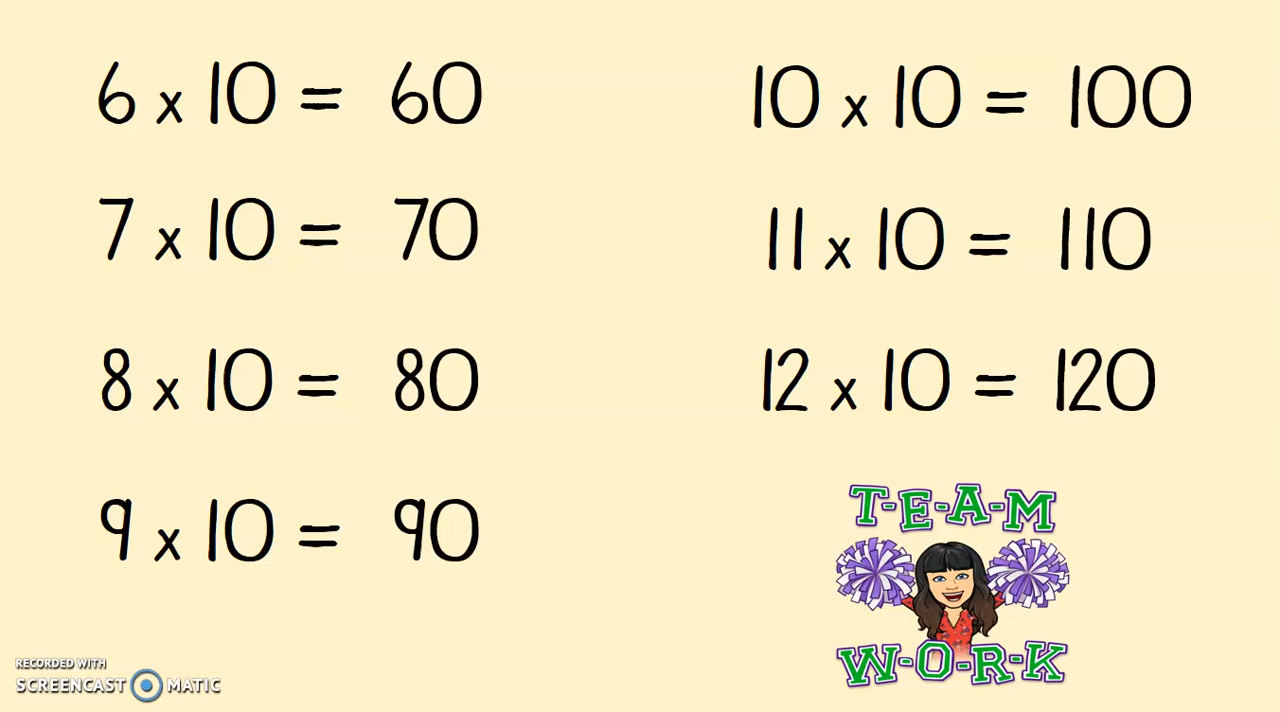 6 x 10 = 60
7 x 10 = 70
8 x 10 = 80
9 x 10 = 90
10 x 10 = 100
11 x 10 = 110
12 x 10 = 120
T-E-A-M
W-O-R-K
RECORDED WITH
SCREENCAST MATIC